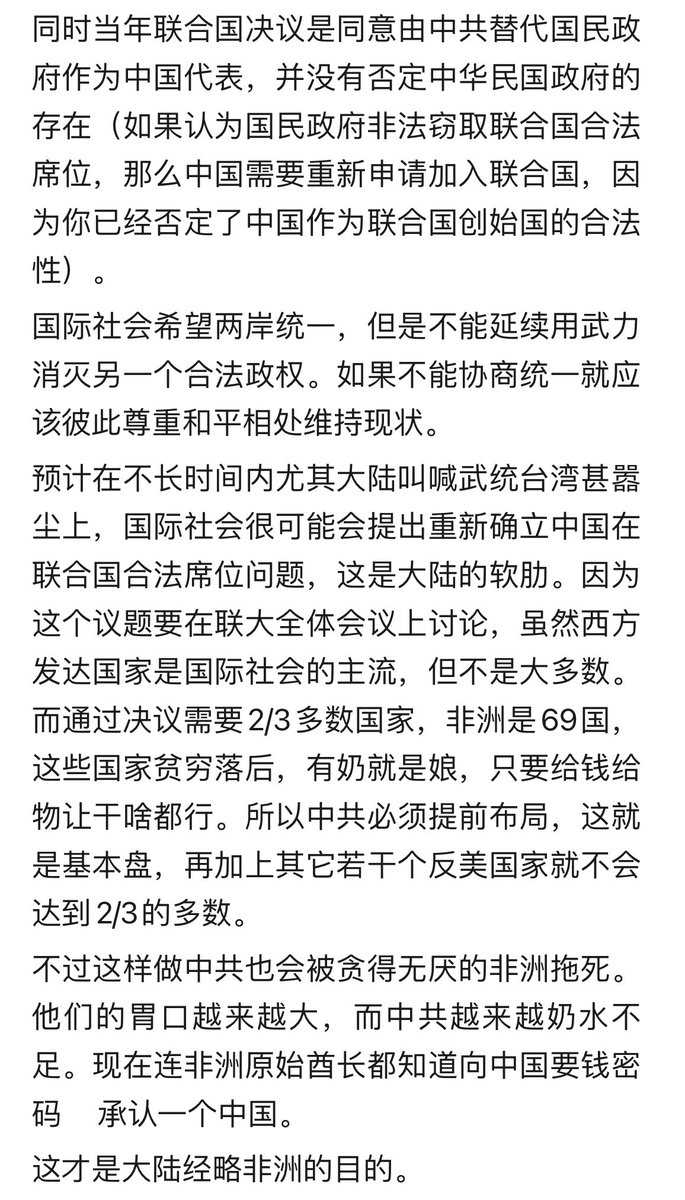 同时当年联合国决议是同意由中共替代国民政
府作为中国代表，并没有否定中华民国政府的
存在（如果认为国民政府非法窃取联合国合法
席位，那么中国需要重新申请加入联合国，因
为你已经否定了中国作为联合国创始国的合法
性）。
国际社会希望两岸统一，但是不能延续用武力
消灭另一个合法政权。如果不能协商统一就应
该彼此尊重和平相处维持现状。
预计在不长时间内尤其大陆叫喊武统台湾甚嚣
尘上，国际社会很可能会提出重新确立中国在
联合国合法席位问题，这是大陆的软肋。因为
这个议题要在联大全体会议上讨论，虽然西方
发达国家是国际社会的主流，但不是大多数。
而通过决议需要2/3多数国家，非洲是69国，
这些国家贫穷落后，有奶就是娘，只要给钱给
物让干啥都行。所以中共必须提前布局，这就
是基本盘，再加上其它若干个反美国家就不会
达到2/3的多数。
不过这样做中共也会被贪得无厌的非洲拖死。
他们的胃口越来越大，而中共越来越奶水不
足。现在连非洲原始酋长都知道向中国要钱密
码 承认一个中国。
这才是大陆经略非洲的目的。